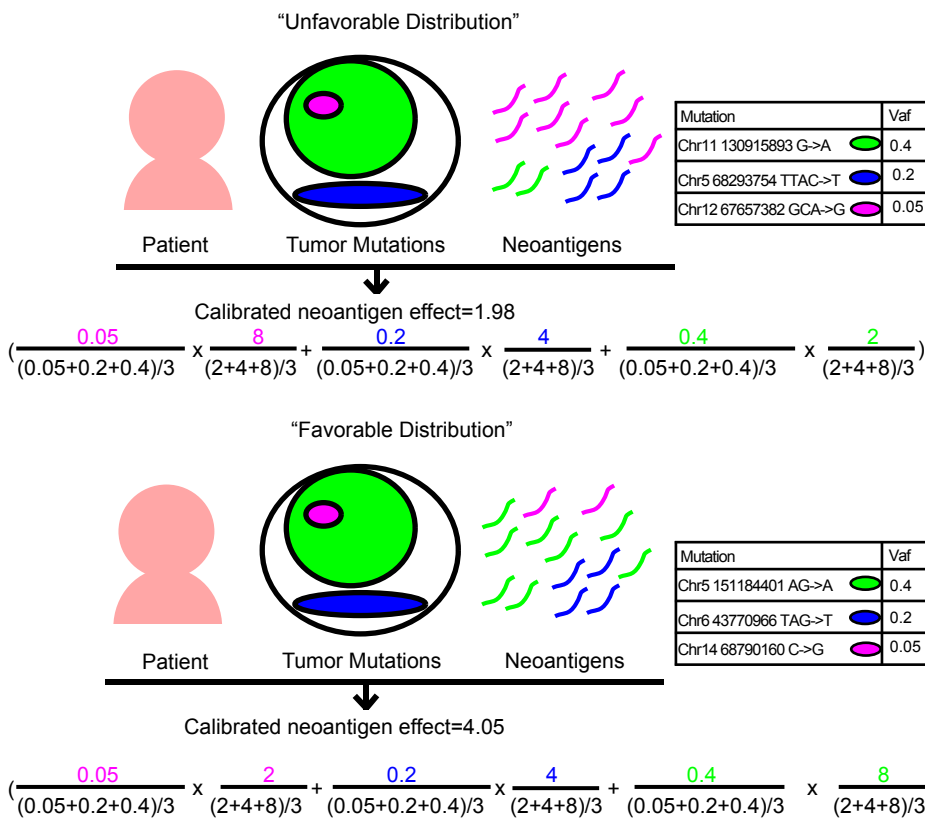 “Unfavorable Distribution”
Mutation Vaf
Chr11 130915893 G->A 0.4
Chr5 68293754 TTAC->T 0.2
Chr12 67657382 GCA->G 0.05
Patient Tumor Mutations Neoantigens
Calibrated neoantigen effect=1.98
0.05 8 0.2 4 0.4 2
( x + x + x )
(0.05+0.2+0.4)/3 (2+4+8)/3 (0.05+0.2+0.4)/3 (2+4+8)/3 (0.05+0.2+0.4)/3 (2+4+8)/3
“Favorable Distribution”
Mutation Vaf
Chr5 151184401 AG->A 0.4
Chr6 43770966 TAG->T 0.2
Chr14 68790160 C->G 0.05
Patient Tumor Mutations Neoantigens
Calibrated neoantigen effect=4.05
0.05 2 0.2 4 0.4 8
( x + x + x
(0.05+0.2+0.4)/3 (2+4+8)/3 (0.05+0.2+0.4)/3 (2+4+8)/3 (0.05+0.2+0.4)/3 (2+4+8)/3